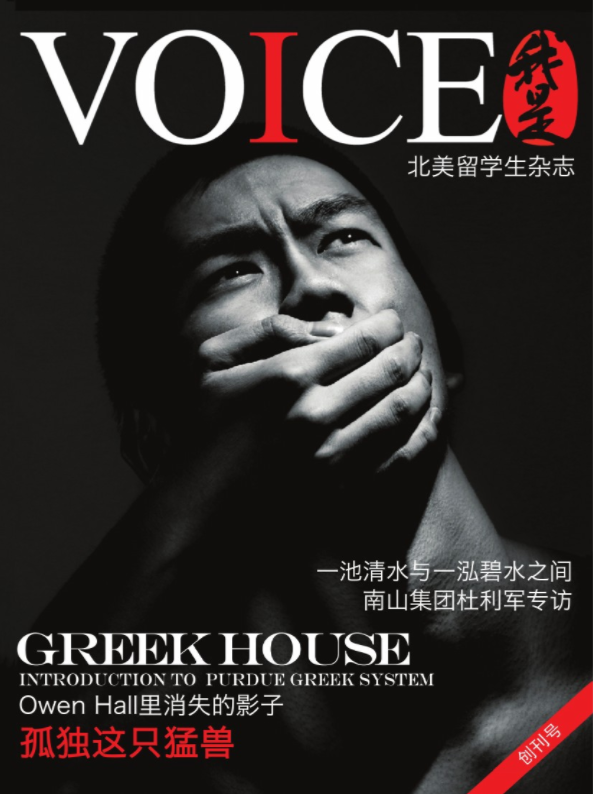 VOICE
我是
北美留学生杂志
一池清水与一泓碧水之间
南山集团杜利军专访
GREEK HOUSE
INTRODUCTION TO PURDUE GREEK SYSTEM
Owen Hall里消失的影子
孤独这只猛兽
创刊号